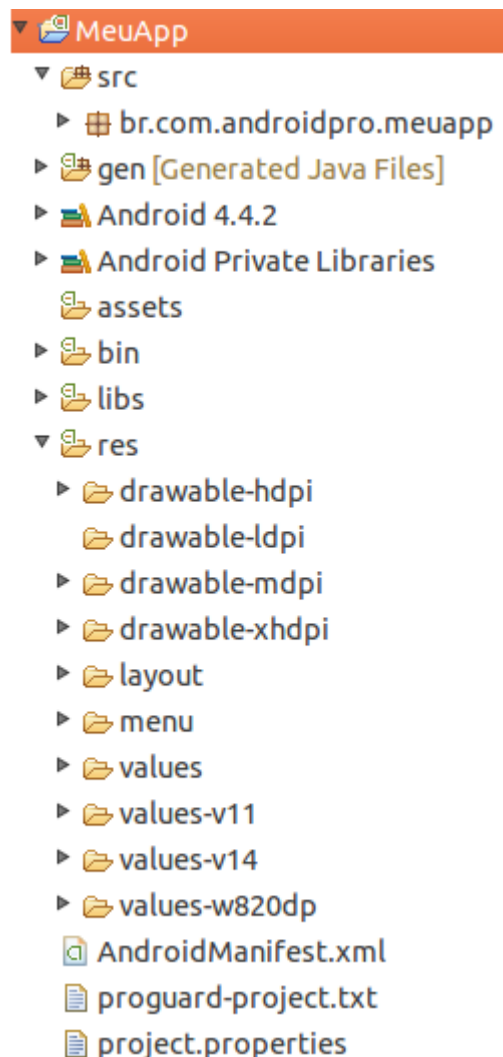 MeuApp
src
br.com.androidpro.meuapp
gen [Generated Java Files]
Android 4.4.2
Android Private Libraries
assets
bin
libs
res
drawable-hdpi
drawable-ldpi
drawable-mdpi
drawable-xhdpi
layout
menu
values
values-v11
values-v14
values-w820dp
AndroidManifest.xml
proguard-project.txt
project.properties